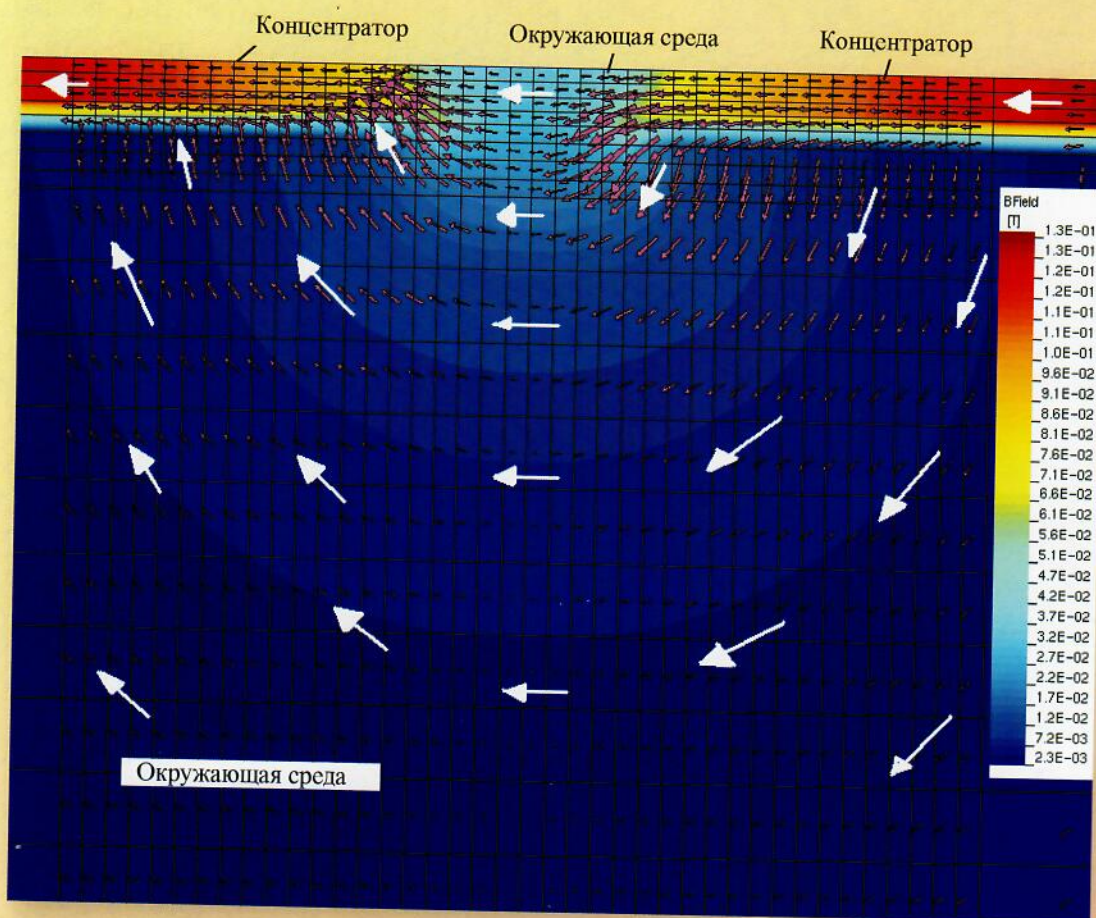 Концентратор
Окружающая среда
Концентратор
BField
[T]
1.3E-01
1.3E-01
1.2E-01
1.2E-01
1.1E-01
1.1E-01
1.0E-01
9.6E-02
9.1E-02
8.6E-02
8.1E-02
7.6E-02
7.1E-02
6.6E-02
6.1E-02
5.6E-02
5.1E-02
4.7E-02
4.2E-02
3.7E-02
3.2E-02
2.7E-02
2.2E-02
1.7E-02
1.2E-02
7.2E-03
2.3E-03
Окружающая среда